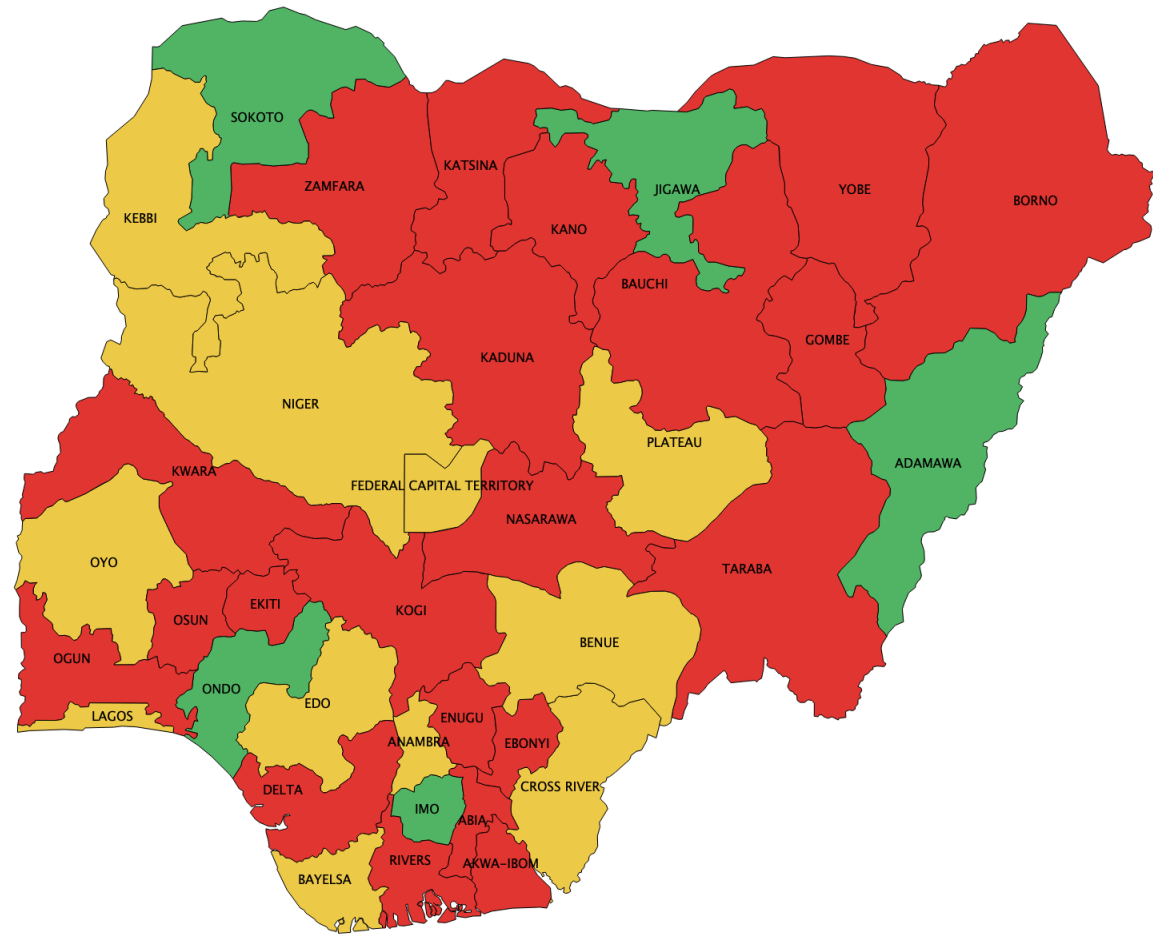 SOKOTO
KATSINA
ZAMFARA
JIGAWA
YOBE
BORNO
KEBBI
KANO
BAUCHI
GOMBE
KADUNA
NIGER
PLATEAU
ADAMAWA
KWARA
FEDERAL CAPITAL TERRITORY
NASARAWA
OYO
TARABA
EKITI
KOGI
OSUN
BENUE
OGUN
ONDO
EDO
LAGOS
ENUGU
ANAMBRA
EBONYI
CROSS RIVER
DELTA
IMO
ABIA
RIVERS
AKWA-IBOM
BAYELSA